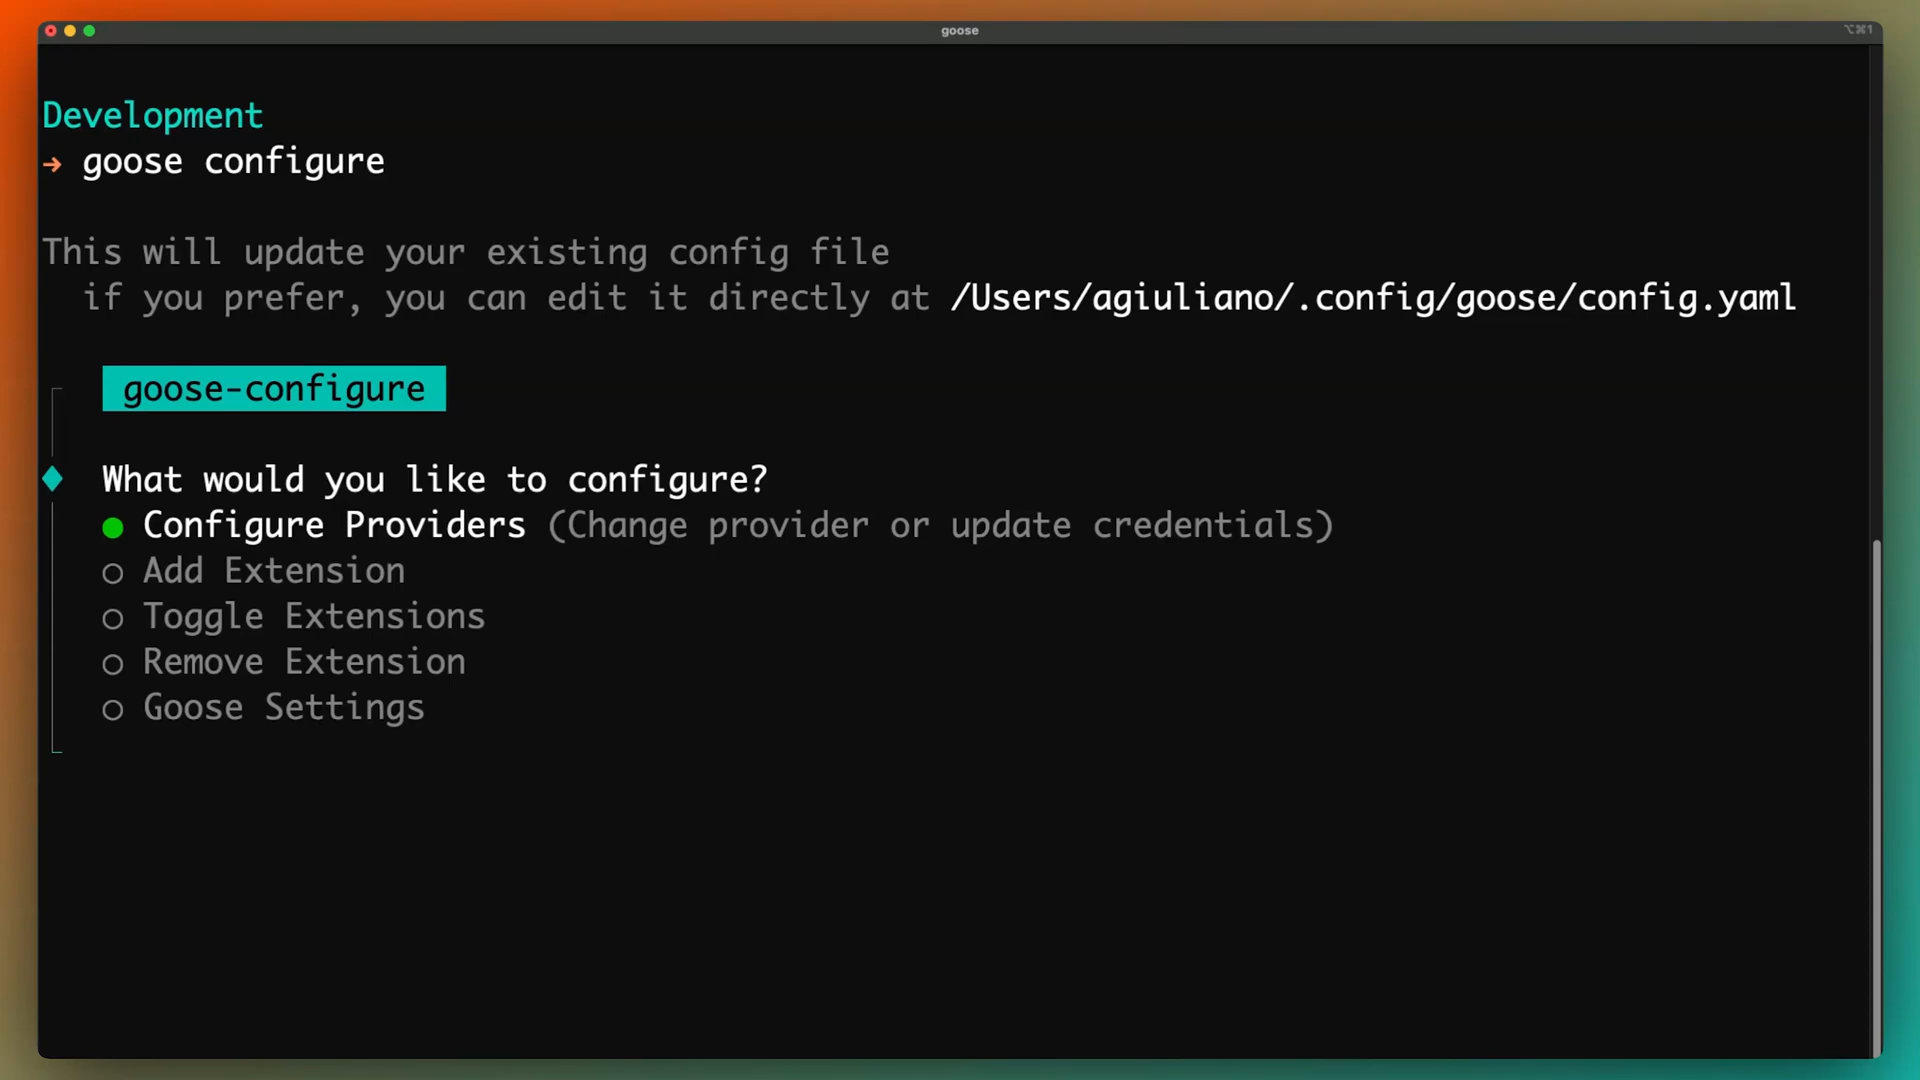 goose
⌥⌘1
Development
→ goose configure
This will update your existing config file
if you prefer, you can edit it directly at /Users/agiuliano/.config/goose/config.yaml
goose-configure
What would you like to configure?
Configure Providers (Change provider or update credentials)
Add Extension
Toggle Extensions
Remove Extension
Goose Settings